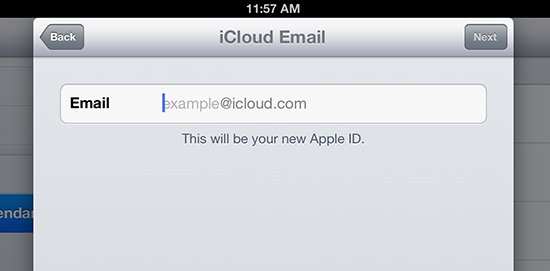 11:57 AM
Back iCloud Email Next
Email example@icloud.com
This will be your new Apple ID.
endar